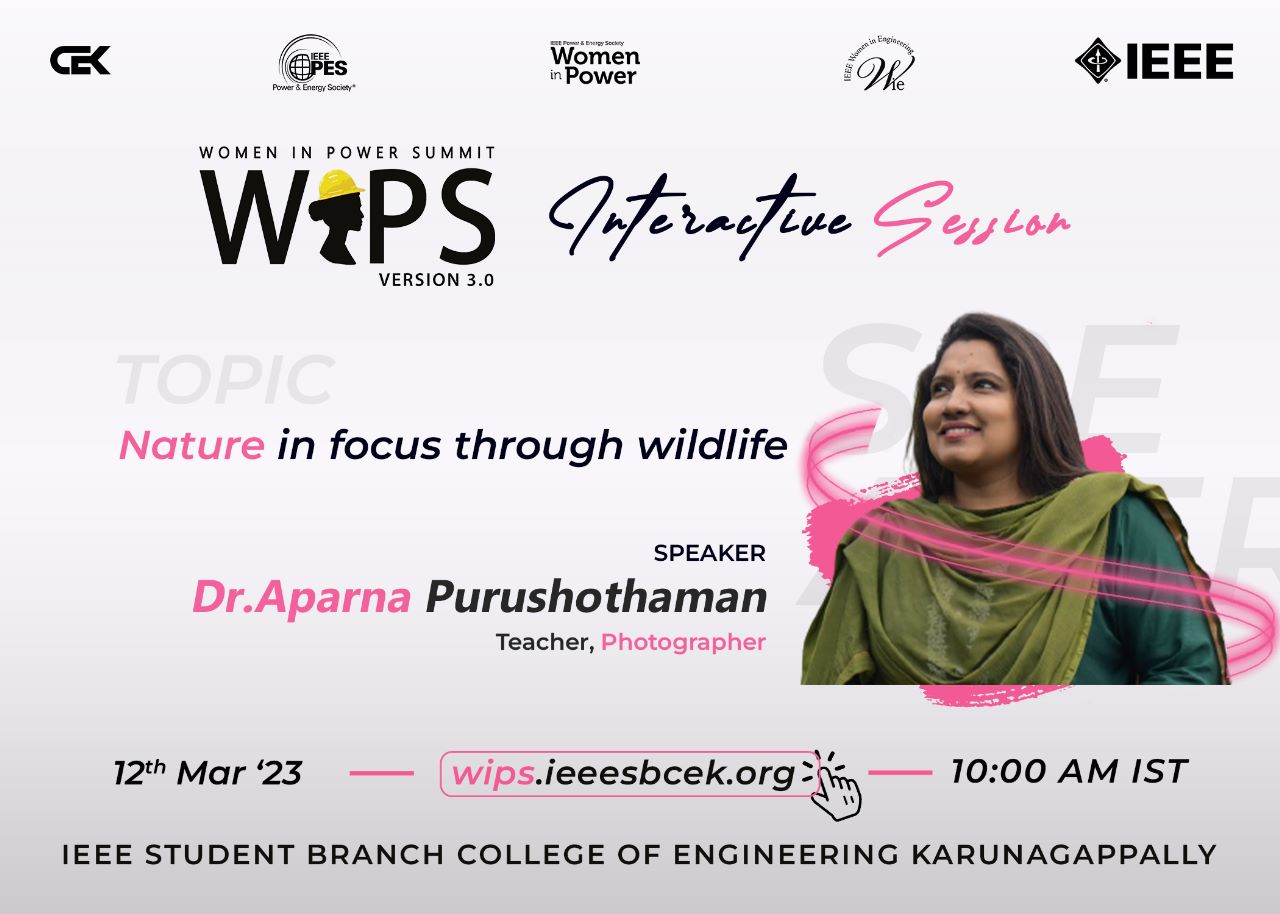 CEK
IEEE
PES
Power & Energy Society®
IEEE Power & Energy Society
Women
in Power
IEEE Women in Engineering
Wie
IEEE
WOMEN IN POWER SUMMIT
WiPS
VERSION 3.0
Interactive Session
TOPIC
Nature in focus through wildlife
SPEAKER
Dr.Aparna Purushothaman
Teacher, Photographer
12th Mar ‘23
wips.ieeesbcek.org
10:00 AM IST
IEEE STUDENT BRANCH COLLEGE OF ENGINEERING KARUNAGAPPALLY